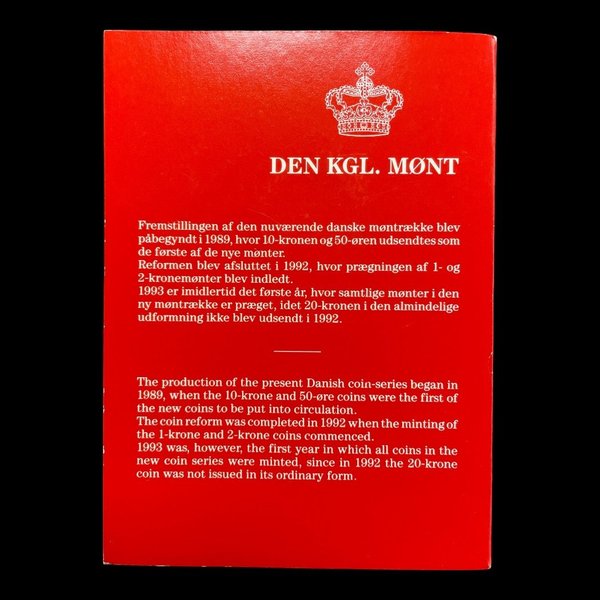 DEN KGL. MØNT
Fremstillingen af den nuværende danske møntrække blev
påbegyndt i 1989, hvor 10-kronen og 50-øren udsendtes som
de første af de nye mønter.
Reformen blev afsluttet i 1992, hvor prægningen af 1- og
2-kronemønter blev indledt.
1993 er imidlertid det første år, hvor samtlige mønter i den
ny møntrække er præget, idet 20-kronen i den almindelige
udformning ikke blev udsendt i 1992.
The production of the present Danish coin-series began in
1989, when the 10-krone and 50-øre coins were the first of
the new coins to be put into circulation.
The coin reform was completed in 1992 when the minting of
the 1-krone and 2-krone coins commenced.
1993 was, however, the first year in which all coins in the
new coin series were minted, since in 1992 the 20-krone
coin was not issued in its ordinary form.